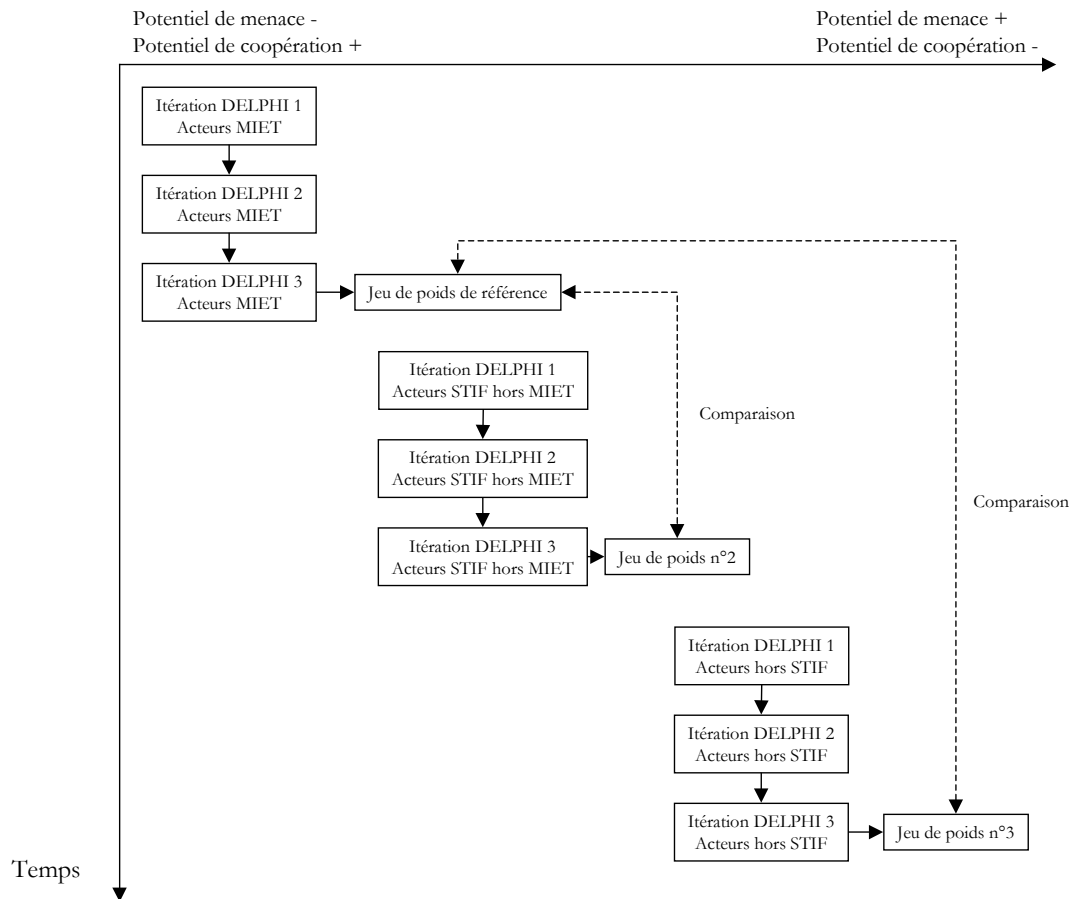 Potentiel de menace -
Potentiel de coopération +
Potentiel de menace +
Potentiel de coopération -
Itération DELPHI 1
Acteurs MIET
Itération DELPHI 2
Acteurs MIET
Itération DELPHI 3
Acteurs MIET
Jeu de poids de référence
Itération DELPHI 1
Acteurs STIF hors MIET
Comparaison
Itération DELPHI 2
Acteurs STIF hors MIET
Comparaison
Itération DELPHI 3
Acteurs STIF hors MIET
Jeu de poids n°2
Itération DELPHI 1
Acteurs hors STIF
Itération DELPHI 2
Acteurs hors STIF
Itération DELPHI 3
Acteurs hors STIF
Jeu de poids n°3
Temps